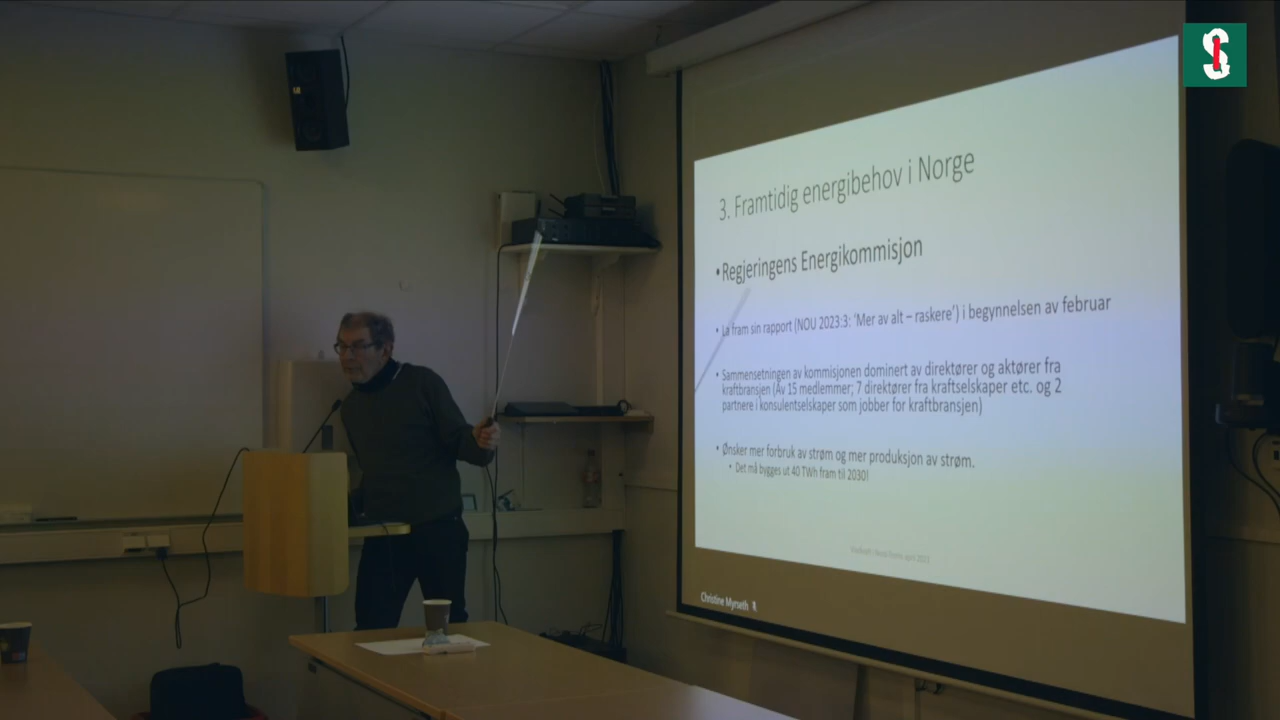 3. Framtidig energibehov i Norge
• Regjeringens Energikommisjon
• La fram sin rapport (NOU 2023:3: 'Mer av alt – raskere') i begynnelsen av februar
• Sammensetningen av kommisjonen dominert av direktører og aktører fra
kraftbransjen (Av 15 medlemmer; 7 direktører fra kraftselskaper etc. og 2
partnere i konsulentselskaper som jobber for kraftbransjen)
• Ønsker mer forbruk av strøm og mer produksjon av strøm.
• Det må bygges ut 40 TWh fram til 2030!
april 2023
Christine Myrseth